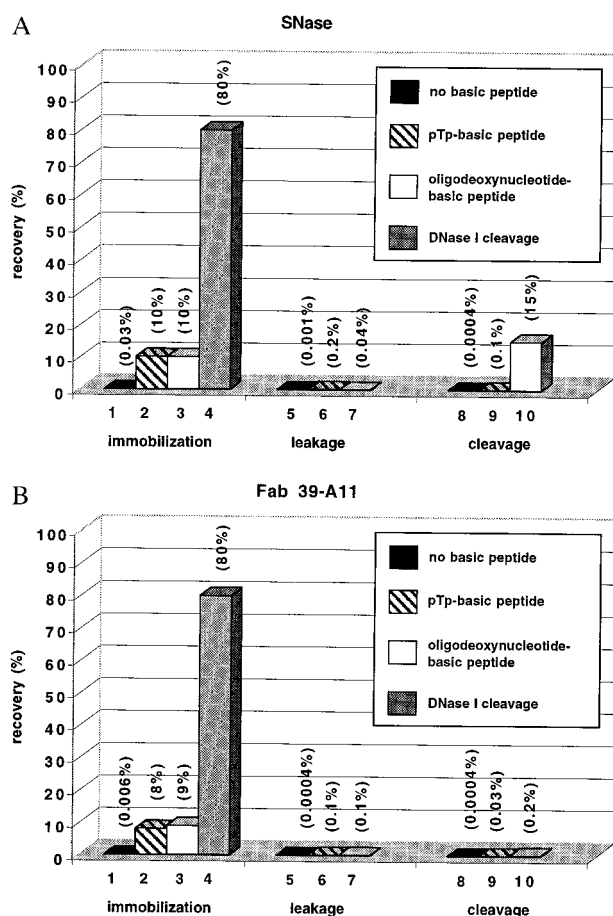 A
SNase
100
90
80
70
60
50
40
30
20
10
0
recovery (%)
(0.03%)
(10%)
(10%)
(80%)
(0.001%)
(0.2%)
(0.04%)
(0.0004%)
(0.1%)
(15%)
no basic peptide
pTp-basic peptide
oligodeoxynucleotide-
basic peptide
DNase I cleavage
1 2 3 4 5 6 7 8 9 10
immobilization leakage cleavage
B
Fab 39-A11
100
90
80
70
60
50
40
30
20
10
0
recovery (%)
(0.006%)
(8%)
(9%)
(80%)
(0.0004%)
(0.1%)
(0.1%)
(0.0004%)
(0.03%)
(0.2%)
no basic peptide
pTp-basic peptide
oligodeoxynucleotide-
basic peptide
DNase I cleavage
1 2 3 4 5 6 7 8 9 10
immobilization leakage cleavage